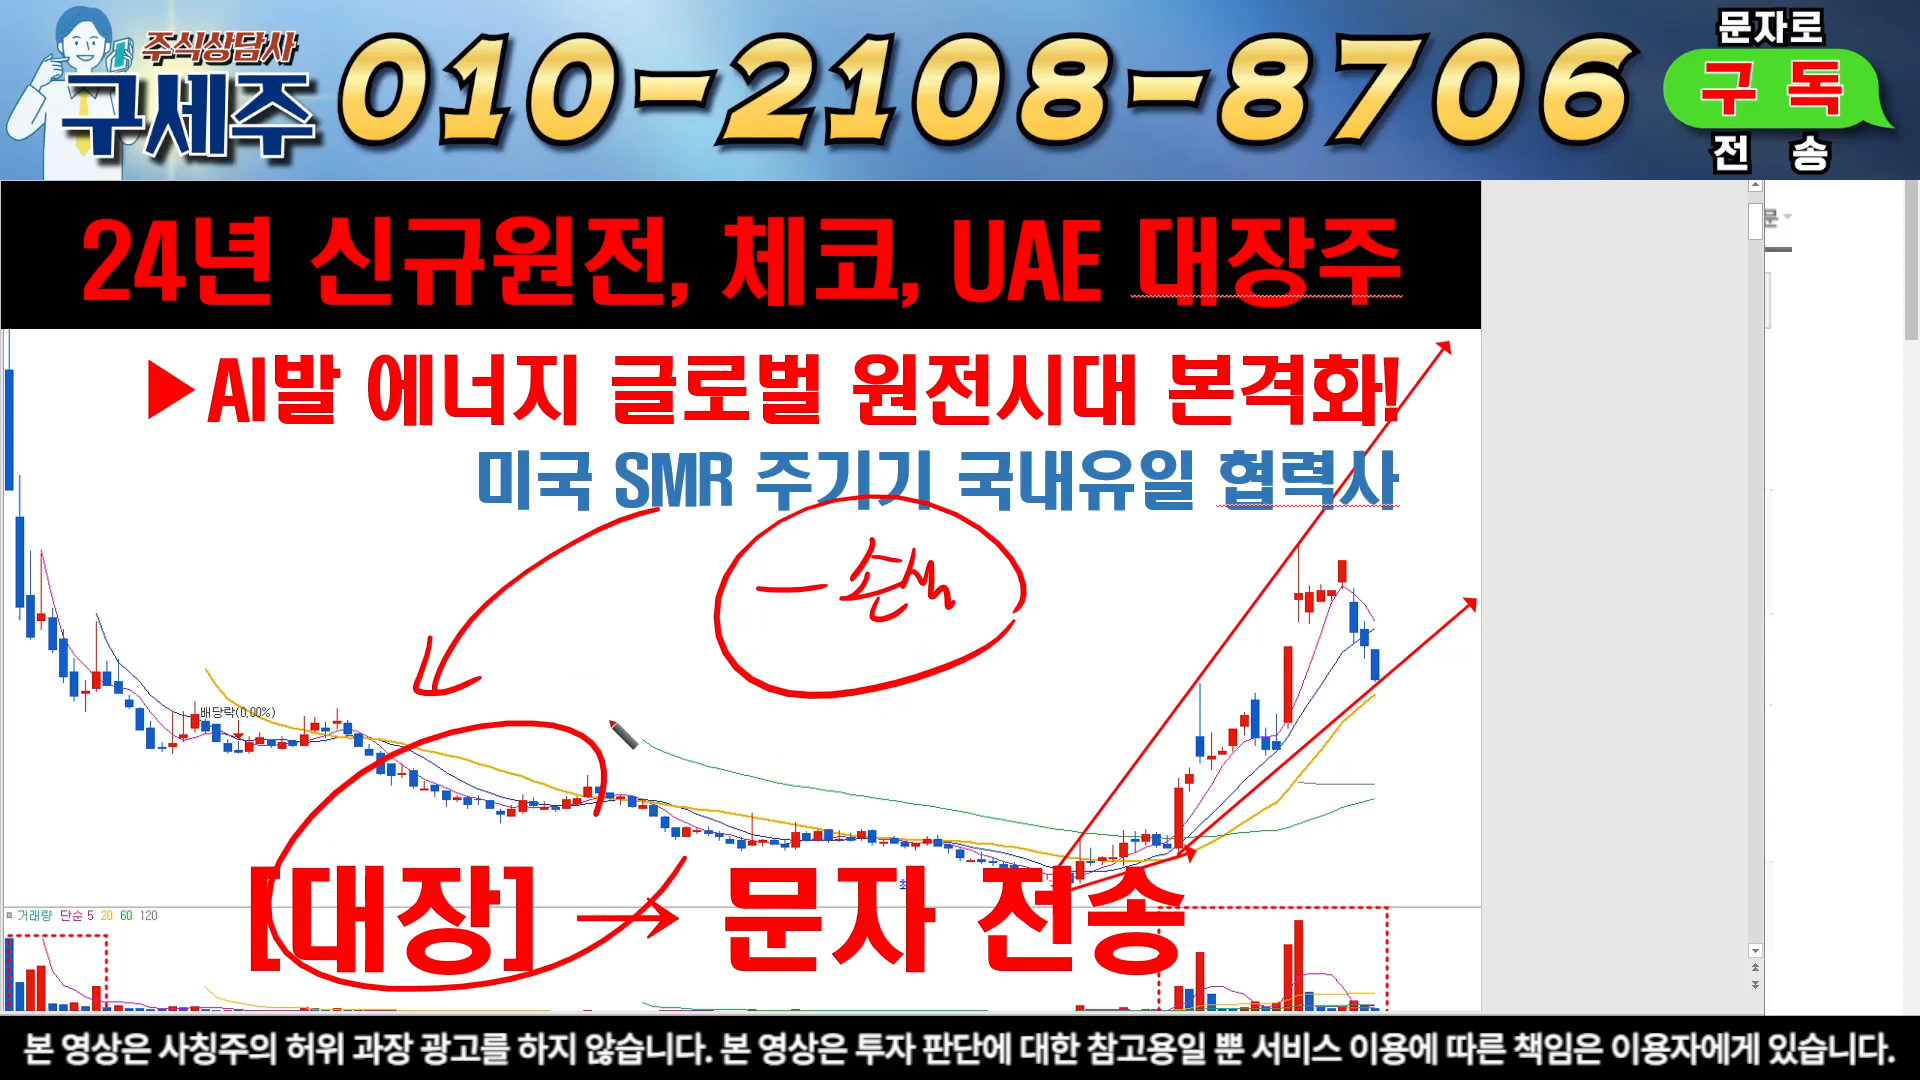 주식상담사
구세주
010-2108-8706
문자로
구 독
전 송
24년 신규원전, 체코, UAE 대장주
▶AI발 에너지 글로벌 원전시대 본격화!
미국 SMR 주기기 국내유일 협력사
배당락(0,00%)
[대장] → 문자 전송
거래량 단순 5 20 60 120
본 영상은 사칭주의 허위 과장 광고를 하지 않습니다. 본 영상은 투자 판단에 대한 참고용일 뿐 서비스 이용에 따른 책임은 이용자에게 있습니다.